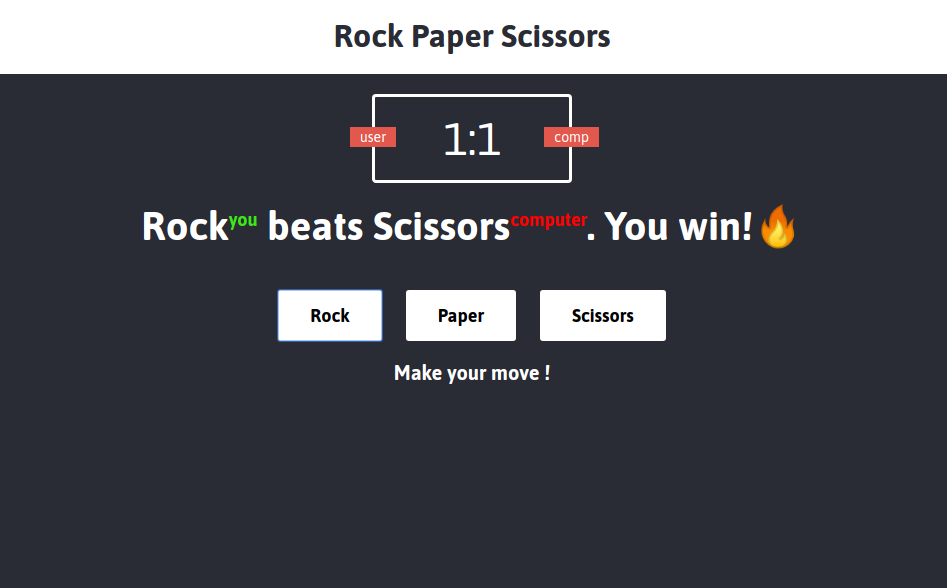 Rock Paper Scissors
user 1:1 comp
Rockyou beats Scissorscomputer. You win!🔥
Rock Paper Scissors
Make your move !